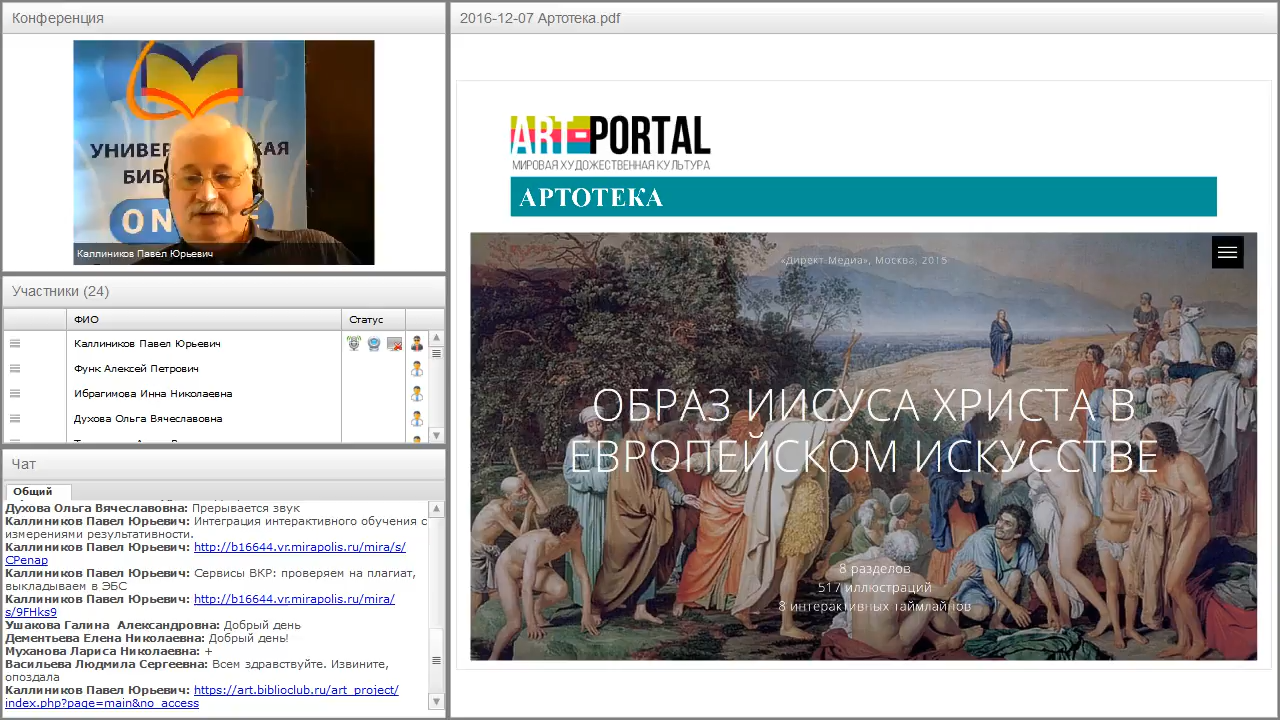 Конференция
УНИВЕР
КАЯ
БИБ
ON
E
Каллиников Павел Юрьевич
Участники (24)
ФИО
Статус
Каллиников Павел Юрьевич
Функ Алексей Петрович
Ибрагимова Инна Николаевна
Духова Ольга Вячеславовна
Чат
Общий
Духова Ольга Вячеславовна: Прерывается звук
Каллиников Павел Юрьевич: Интеграция интерактивного обучения с
измерениями результативности.
Каллиников Павел Юрьевич: http://b16644.vr.mirapolis.ru/mira/s/
CPenap
Каллиников Павел Юрьевич: Сервисы ВКР: проверяем на плагиат,
выкладываем в ЭБС
Каллиников Павел Юрьевич: http://b16644.vr.mirapolis.ru/mira/
s/9FHks9
Ушакова Галина Александровна: Добрый день
Дементьева Елена Николаевна: Добрый день!
Муханова Лариса Николаевна: +
Васильева Людмила Сергеевна: Всем здравствуйте. Извините,
опоздала
Каллиников Павел Юрьевич: https://art.biblioclub.ru/art_project/
index.php?page=main&no_access
2016-12-07 Артотека.pdf
ART-PORTAL
МИРОВАЯ ХУДОЖЕСТВЕННАЯ КУЛЬТУРА
АРТОТЕКА
«Директ-Медиа», Москва, 2015
ОБРАЗ ИИСУСА ХРИСТА В
ЕВРОПЕЙСКОМ ИСКУССТВЕ
8 разделов
517 иллюстраций
8 интерактивных таймлайнов